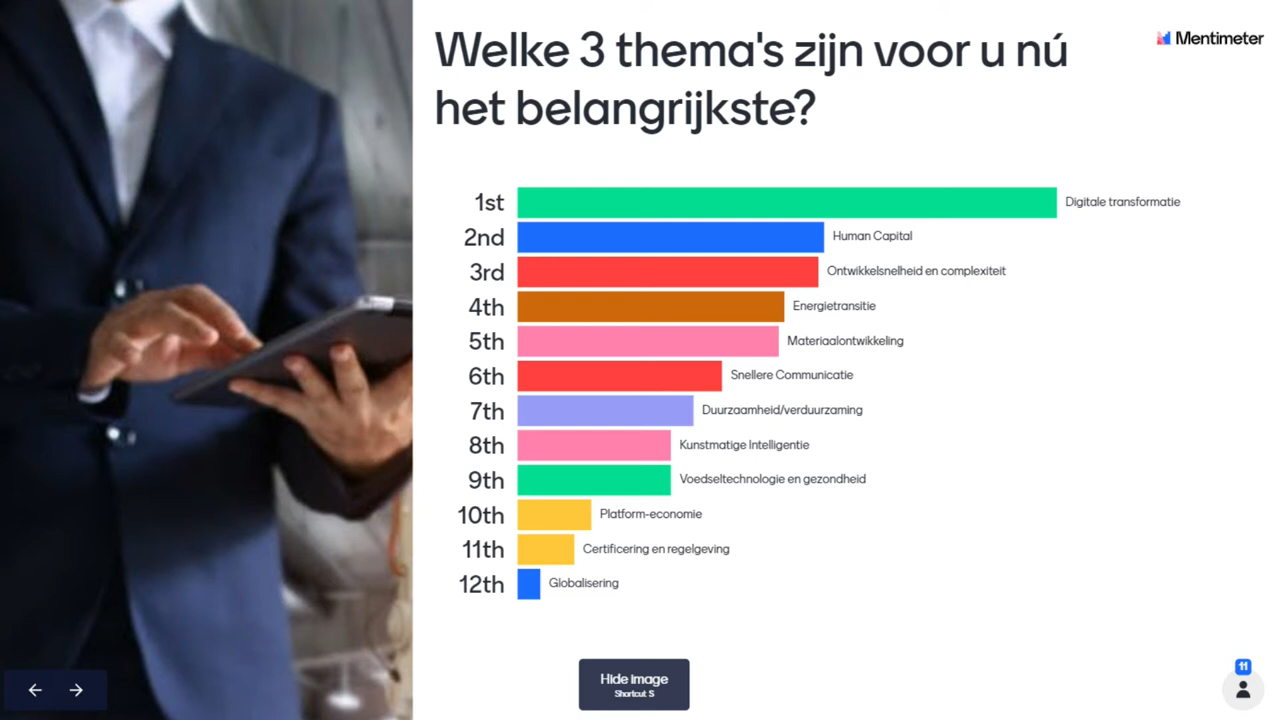 Welke 3 thema's zijn voor u nú
het belangrijkste?
Mentimeter
1st Digitale transformatie
2nd Human Capital
3rd Ontwikkelsnelheid en complexiteit
4th Energietransitie
5th Materiaalontwikkeling
6th Snellere Communicatie
7th Duurzaamheid/verduurzaming
8th Kunstmatige Intelligentie
9th Voedseltechnologie en gezondheid
10th Platform-economie
11th Certificering en regelgeving
12th Globalisering
Hide image
Shortcut S
11